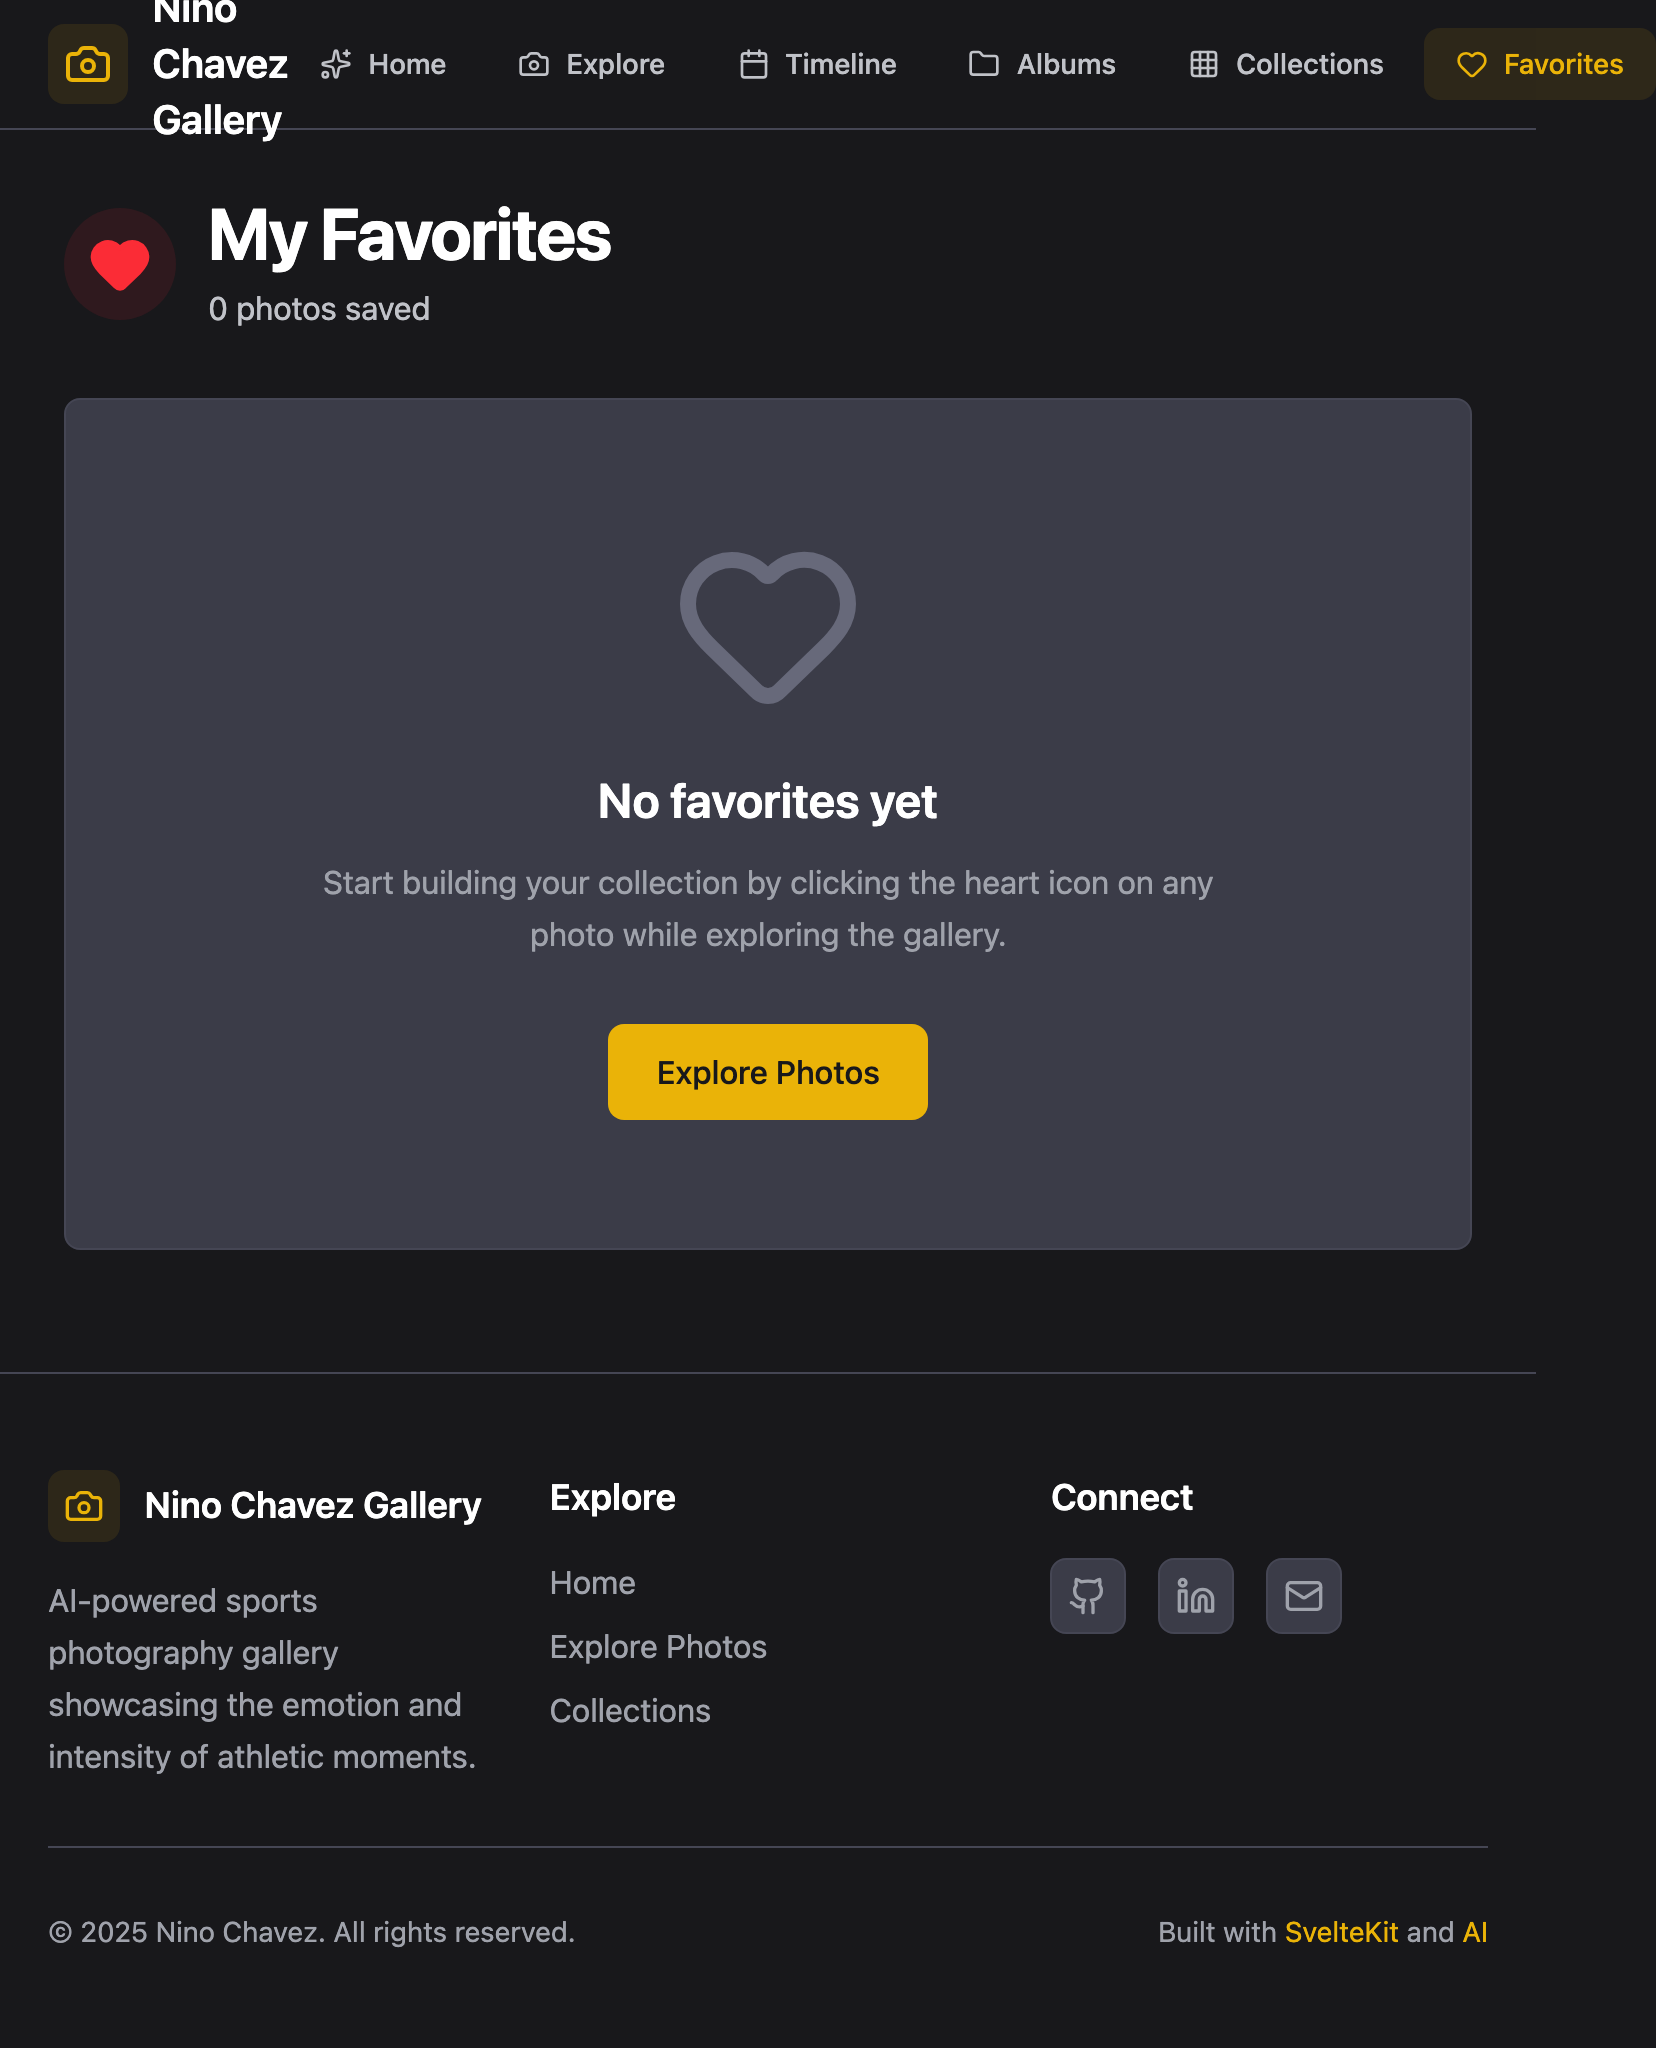 Nino
Chavez
Gallery
Home
Explore
Timeline
Albums
Collections
Favorites
My Favorites
0 photos saved
No favorites yet
Start building your collection by clicking the heart icon on any
photo while exploring the gallery.
Explore Photos
Nino Chavez Gallery
AI-powered sports
photography gallery
showcasing the emotion and
intensity of athletic moments.
Explore
Home
Explore Photos
Collections
Connect
© 2025 Nino Chavez. All rights reserved.
Built with SvelteKit and AI